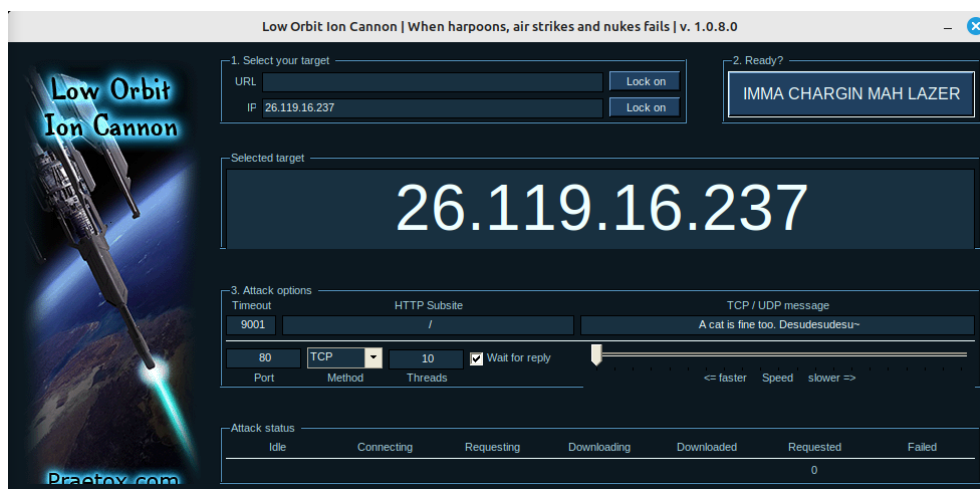 Low Orbit Ion Cannon | When harpoons, air strikes and nukes fails | v. 1.0.8.0
Low Orbit
Ion Cannon
Praetox.com
1. Select your target
URL
Lock on
IP
26.119.16.237
Lock on
2. Ready?
IMMA CHARGIN MAH LAZER
Selected target
26.119.16.237
3. Attack options
Timeout
HTTP Subsite
TCP / UDP message
9001
/
A cat is fine too. Desudesudesu~
80
TCP
10
Wait for reply
Port
Method
Threads
<= faster
Speed
slower =>
Attack status
Idle
Connecting
Requesting
Downloading
Downloaded
Requested
Failed
0